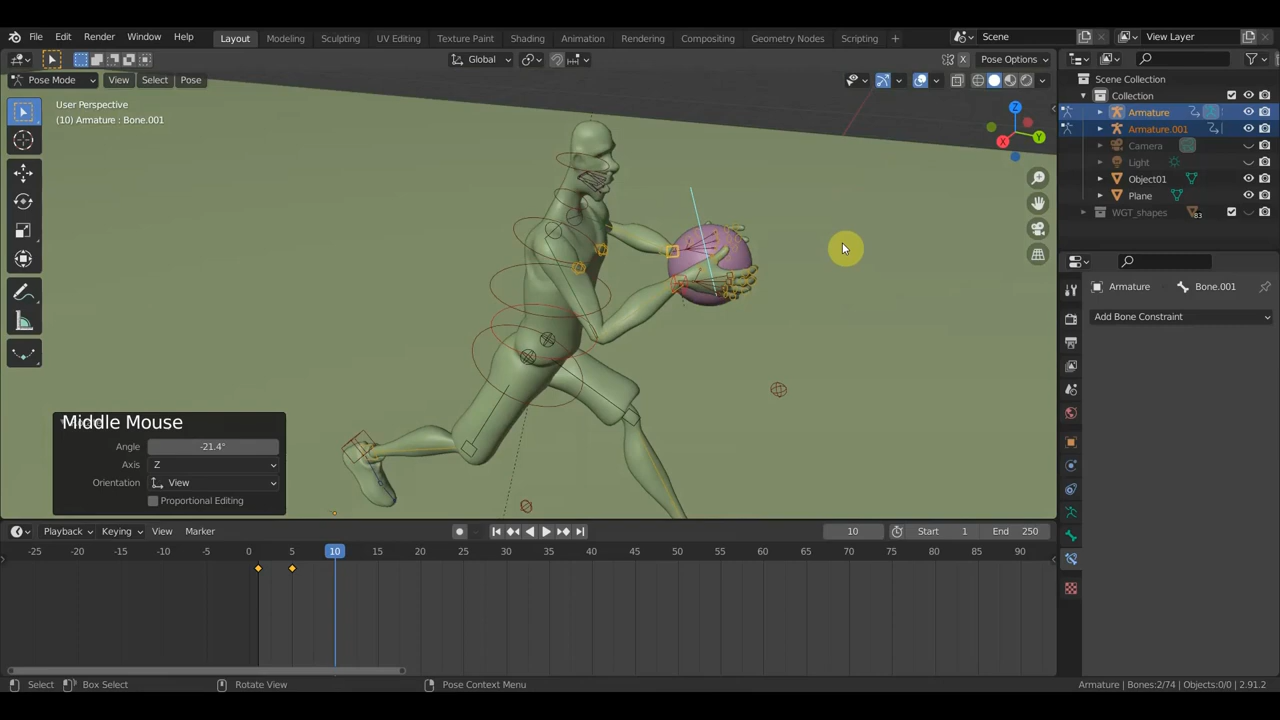 File Edit Render Window Help Layout Modeling Sculpting UV Editing Texture Paint Shading Animation Rendering Compositing Geometry Nodes Scripting + Scene View Layer
Global Pose Options
Pose Mode View Select Pose X
Scene Collection
User Perspective
(10) Armature : Bone.001
Collection
Armature
Armature.001
Camera
Light
Object01
Plane
WGT_shapes 83
Z
Y
X
Armature Bone.001
Add Bone Constraint
Middle Mouse
Angle -21.4°
Axis Z
Orientation View
Proportional Editing
Playback Keying View Marker 10 Start 1 End 250
-25 -20 -15 -10 -5 0 5 10 15 20 25 30 35 40 45 50 55 60 65 70 75 80 85 90
Select Box Select Rotate View Pose Context Menu Armature | Bones:2/74 | Objects:0/0 | 2.91.2